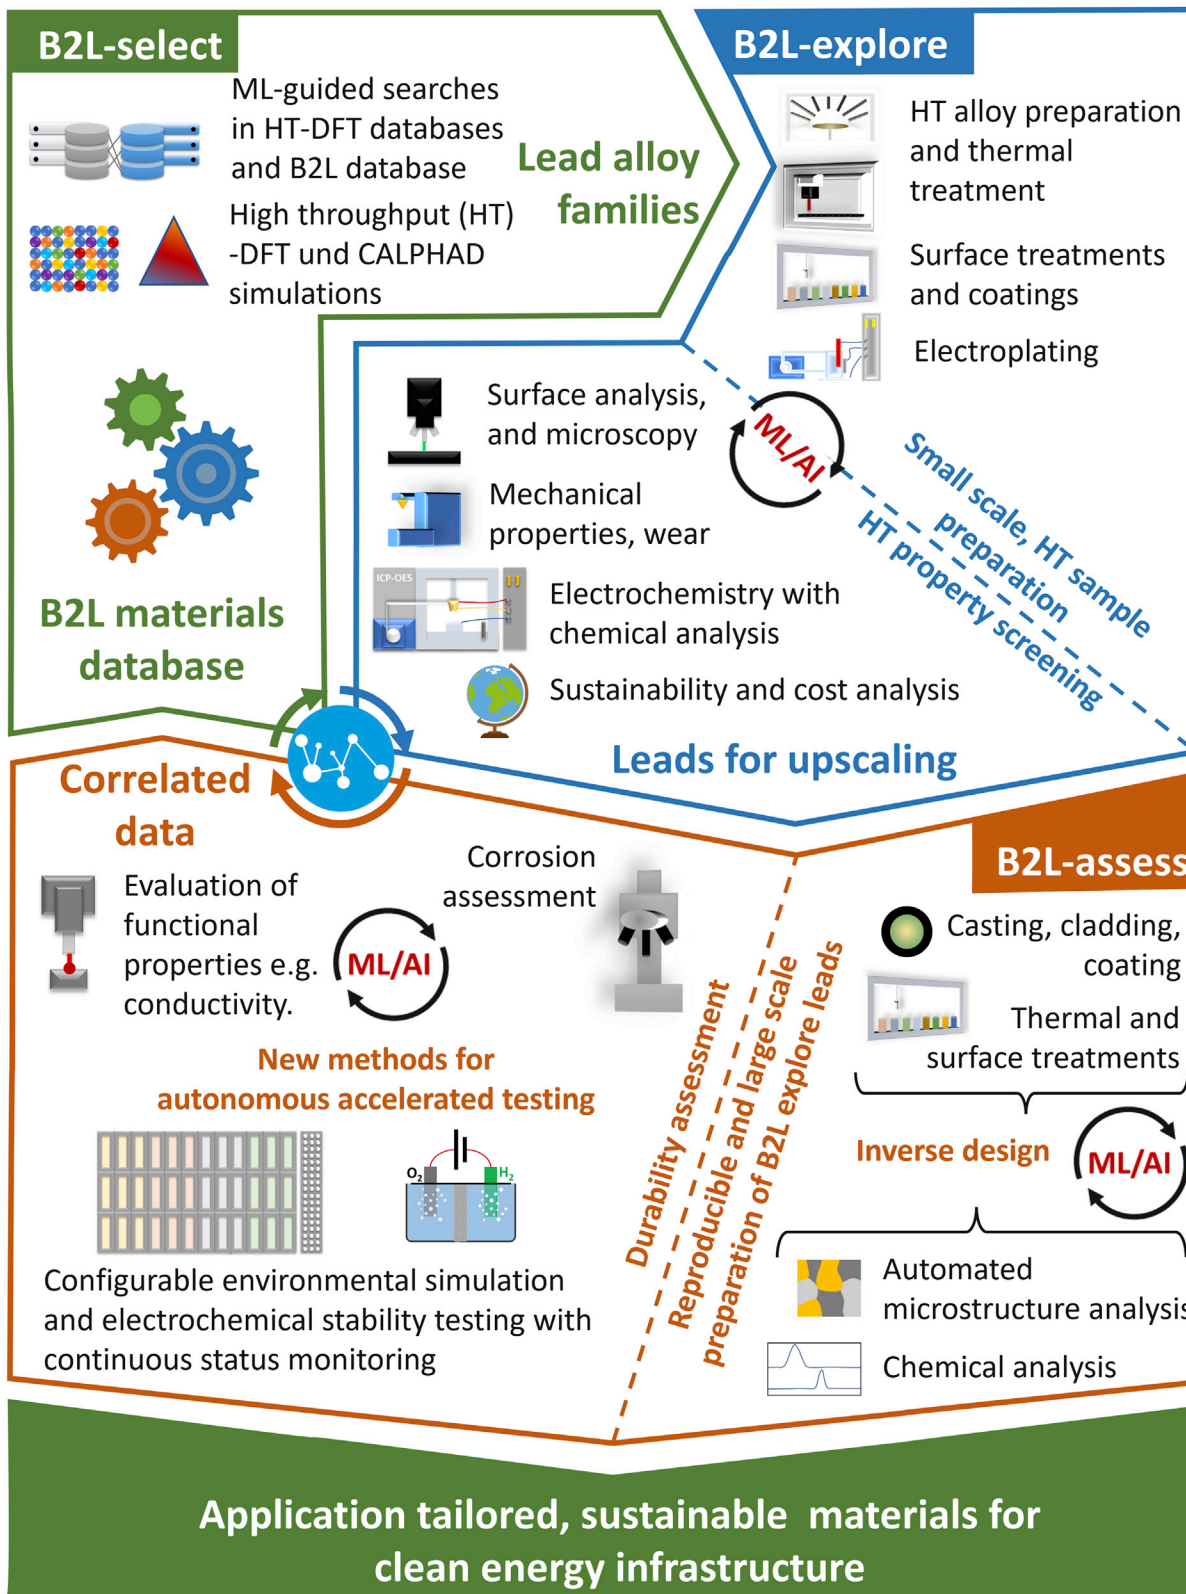 B2L-select
ML-guided searches
in HT-DFT databases
and B2L database
High throughput (HT)
-DFT und CALPHAD
simulations
Lead alloy
families
B2L materials
database
B2L-explore
HT alloy preparation
and thermal
treatment
Surface treatments
and coatings
Electroplating
ML/AI
Small scale, HT sample
preparation
HT property screening
Surface analysis,
and microscopy
Mechanical
properties, wear
ICP-OES
Electrochemistry with
chemical analysis
Sustainability and cost analysis
Leads for upscaling
Correlated
data
Evaluation of
functional
properties e.g.
conductivity.
ML/AI
Corrosion
assessment
New methods for
autonomous accelerated testing
O₂
H₂
Configurable environmental simulation
and electrochemical stability testing with
continuous status monitoring
Durability assessment
Reproducible and large scale
preparation of B2L explore leads
B2L-assess
Casting, cladding,
coating
Thermal and
surface treatments
Inverse design
ML/AI
Automated
microstructure analysis
Chemical analysis
Application tailored, sustainable materials for
clean energy infrastructure